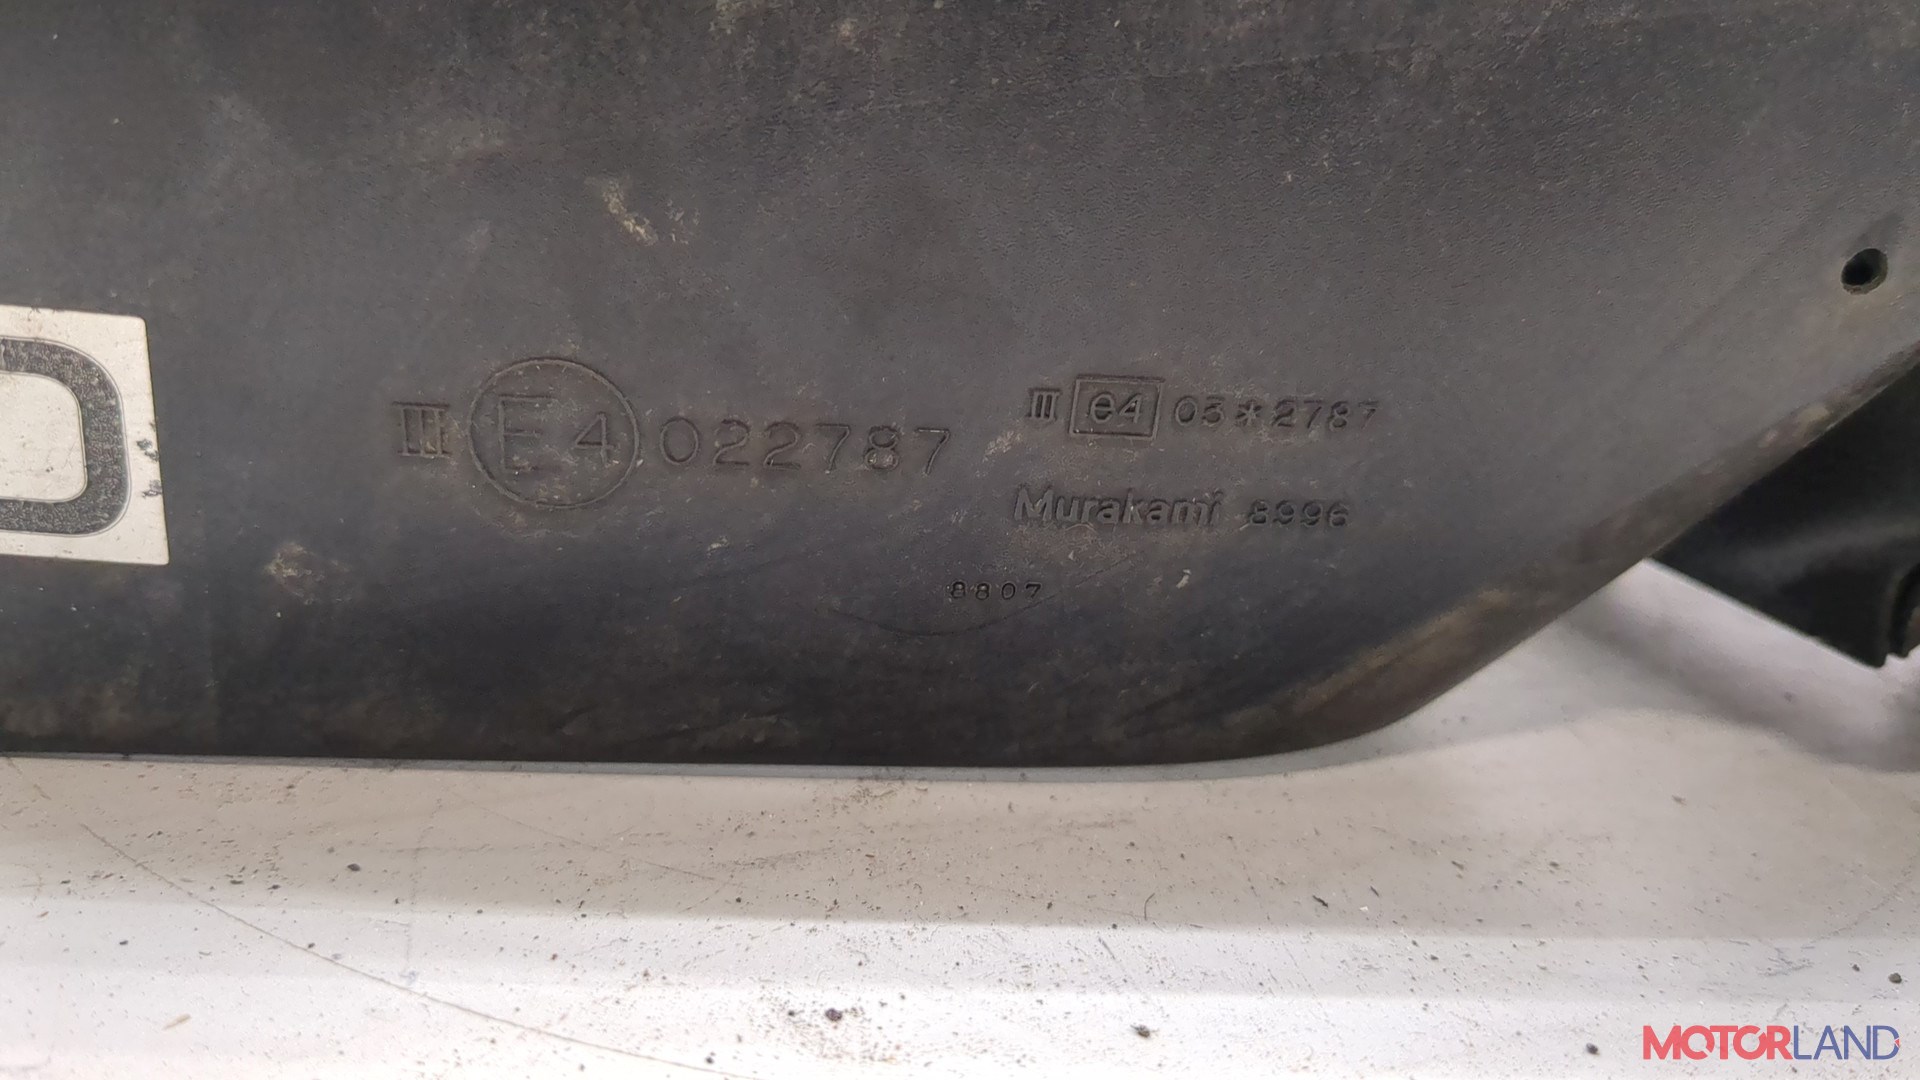 III E4 022787
III e4 03*2787
Murakami 8996
8807
MOTORLAND